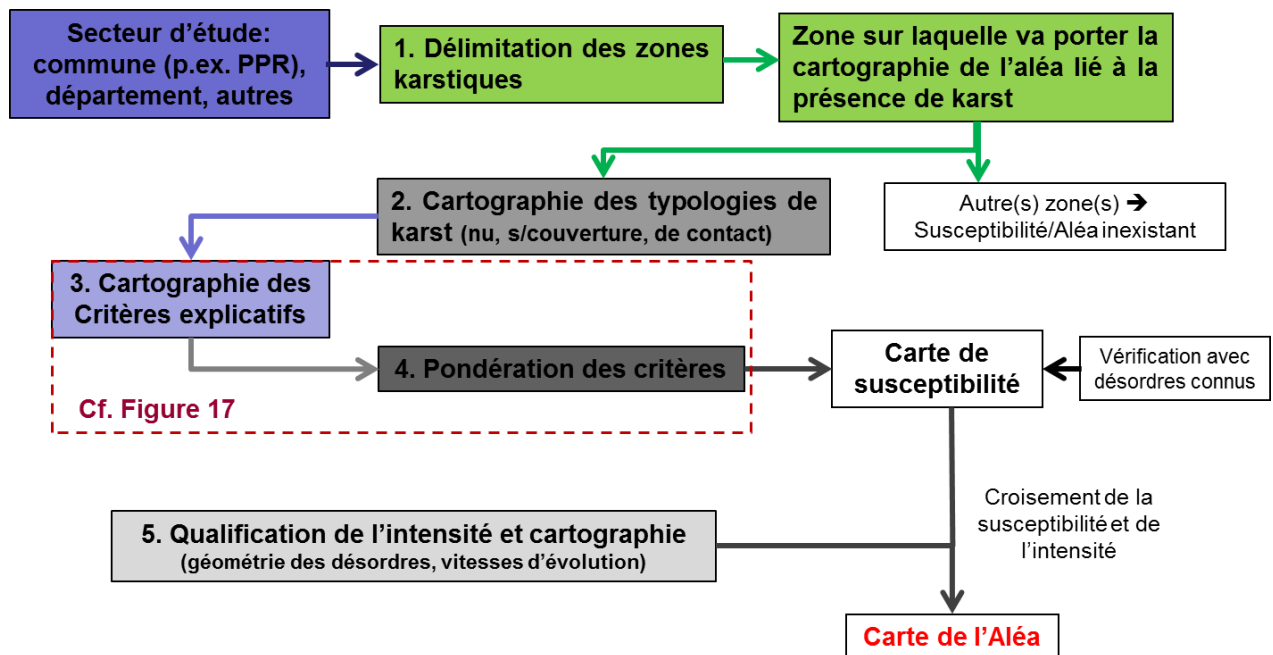 Secteur d’étude:
commune (p.ex. PPR),
département, autres
1. Délimitation des zones
karstiques
Zone sur laquelle va porter la
cartographie de l’aléa lié à la
présence de karst
2. Cartographie des typologies de
karst (nu, s/couverture, de contact)
Autre(s) zone(s) ➔
Susceptibilité/Aléa inexistant
3. Cartographie des
Critères explicatifs
4. Pondération des critères
Cf. Figure 17
Carte de
susceptibilité
Vérification avec
désordres connus
5. Qualification de l’intensité et cartographie
(géométrie des désordres, vitesses d’évolution)
Croisement de la
susceptibilité et de
l’intensité
Carte de l’Aléa